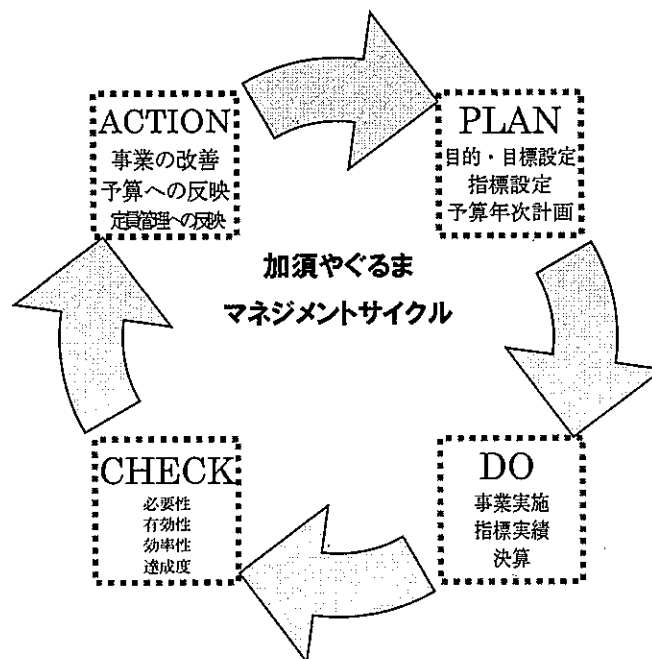 ACTION
事業の改善
予算への反映
定員管理への反映
PLAN
目的・目標設定
指標設定
予算年次計画
加須やぐるま
マネジメントサイクル
CHECK
必要性
有効性
効率性
達成度
DO
事業実施
指標実績
決算